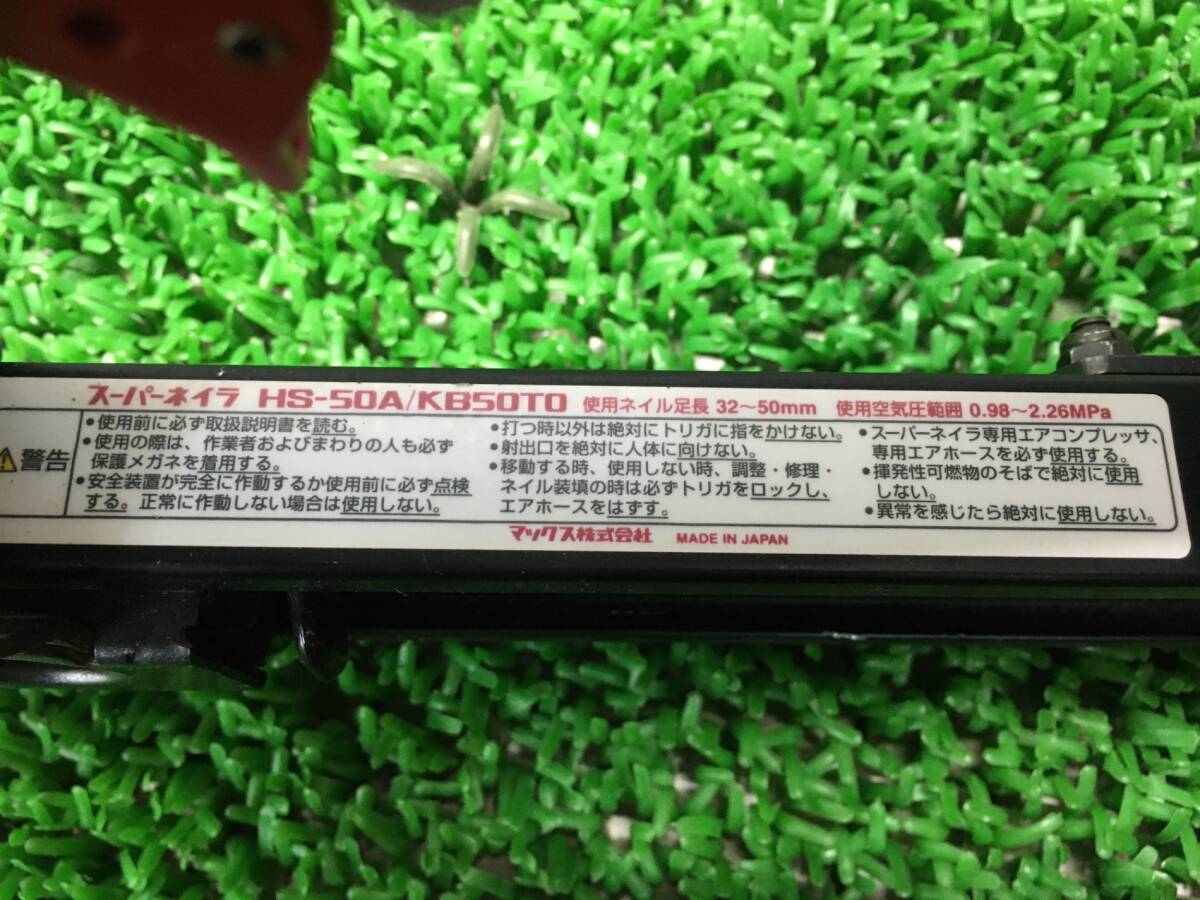 スーパーネイラ HS-50A/KB50TO 使用ネイル足長 32～50mm 使用空気圧範囲 0.98～2.26MPa
警告
•使用前に必ず取扱説明書を読む。
•使用の際は、作業者およびまわりの人も必ず
保護メガネを着用する。
•安全装置が完全に作動するか使用前に必ず点検
する。正常に作動しない場合は使用しない。
•打つ時以外は絶対にトリガに指をかけない。
•射出口を絶対に人体に向けない。
•移動する時、使用しない時、調整・修理・
ネイル装填の時は必ずトリガをロックし、
エアホースをはずす。
•スーパーネイラ専用エアコンプレッサ、
専用エアホースを必ず使用する。
•揮発性可燃物のそばで絶対に使用
しない。
•異常を感じたら絶対に使用しない。
マックス株式会社 MADE IN JAPAN